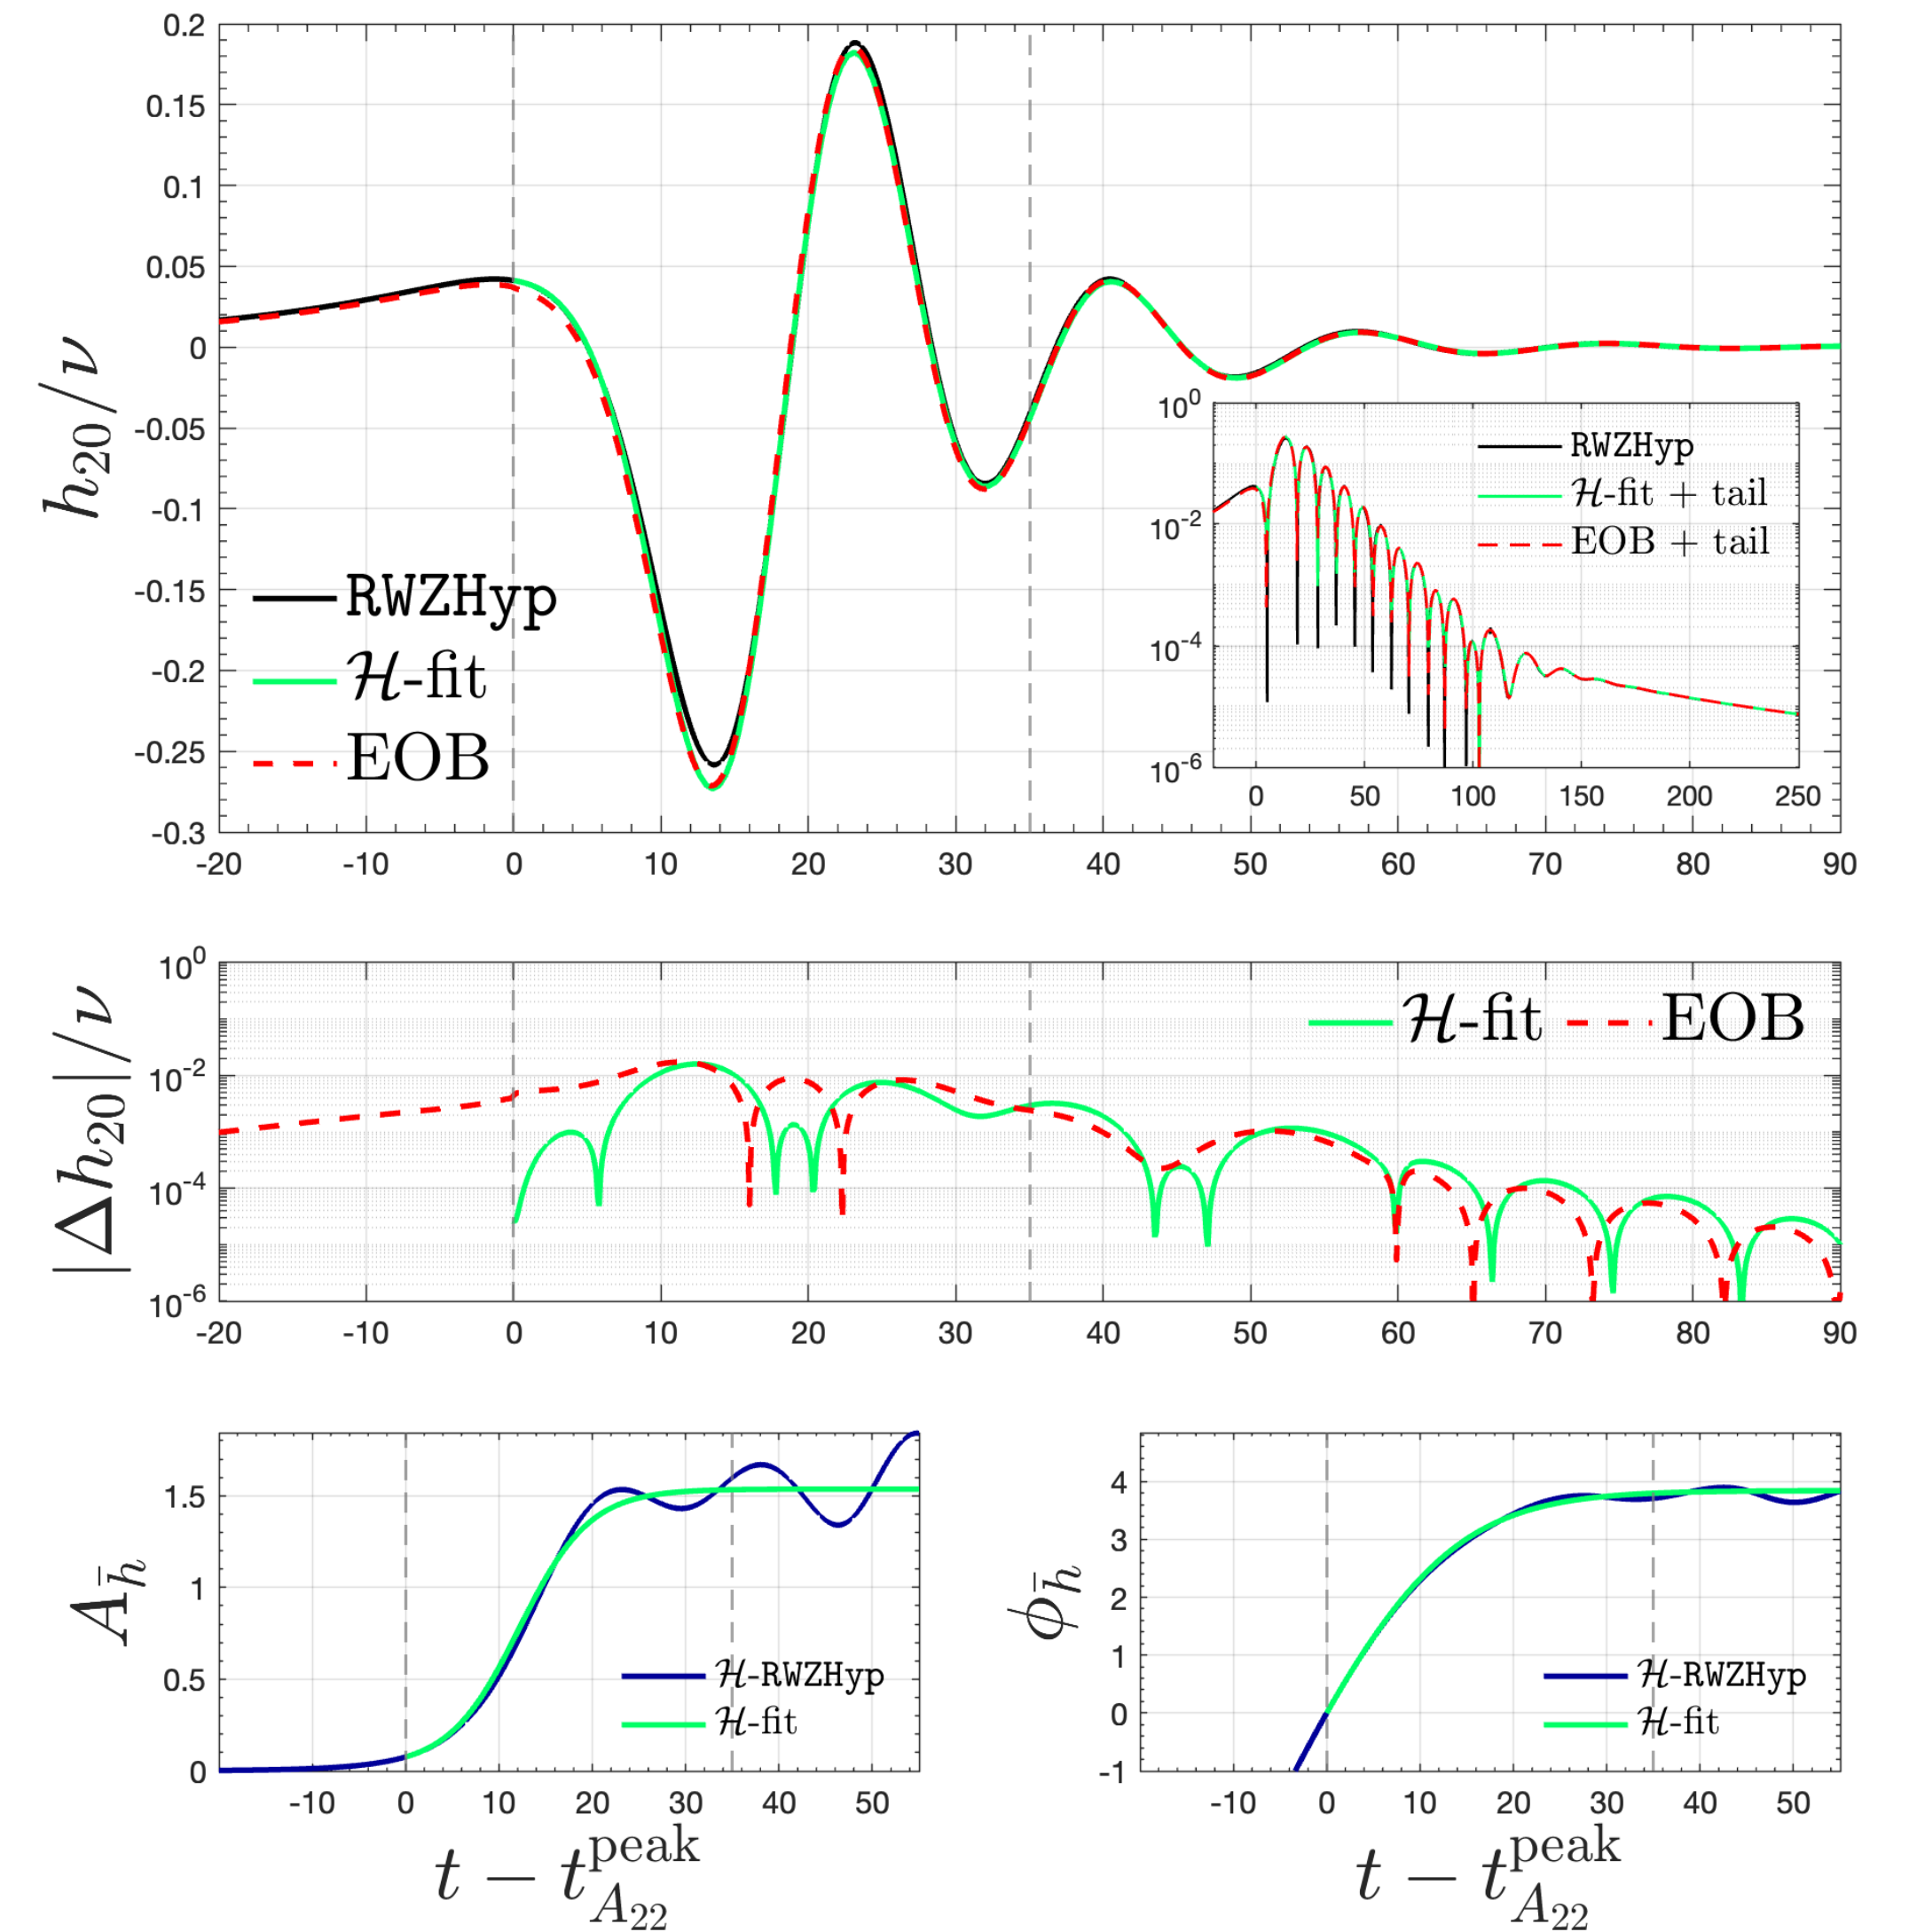 h₂₀/ν
0.2
0.15
0.1
0.05
0
-0.05
-0.1
-0.15
-0.2
-0.25
-0.3
RWZHyp
ℋ-fit
EOB
-20 -10 0 10 20 30 40 50 60 70 80 90
10⁰
10⁻²
10⁻⁴
10⁻⁶
RWZHyp
ℋ-fit + tail
EOB + tail
0 50 100 150 200 250
|Δh₂₀|/ν
10⁰
10⁻²
10⁻⁴
10⁻⁶
ℋ-fit EOB
-20 -10 0 10 20 30 40 50 60 70 80 90
A_h̄
1.5
1
0.5
0
ℋ-RWZHyp
ℋ-fit
-10 0 10 20 30 40 50
t − t^peak_A₂₂
ϕ_h̄
4
3
2
1
0
-1
ℋ-RWZHyp
ℋ-fit
-10 0 10 20 30 40 50
t − t^peak_A₂₂